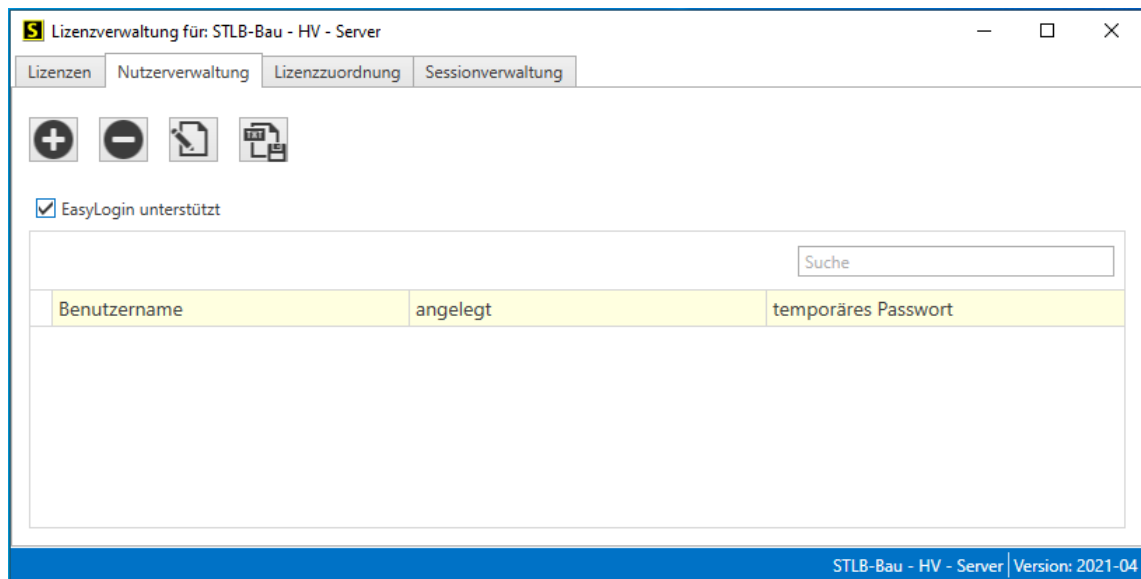 S Lizenzverwaltung für: STLB-Bau - HV - Server
Lizenzen Nutzerverwaltung Lizenzzuordnung Sessionverwaltung
TXT
EasyLogin unterstützt
Suche
Benutzername angelegt temporäres Passwort
STLB-Bau - HV - Server Version: 2021-04